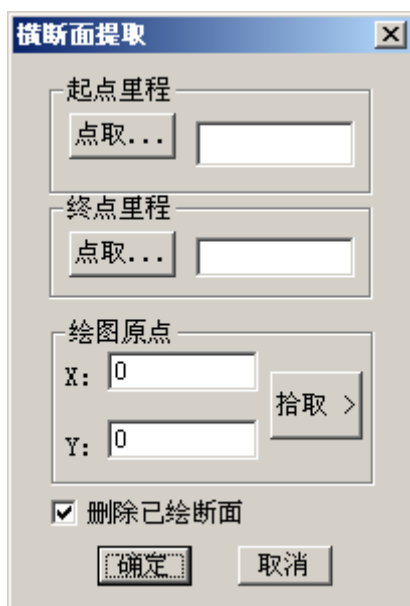 横断面提取
起点里程
点取...
终点里程
点取...
绘图原点
X: 0
拾取 >
Y: 0
删除已绘断面
确定 取消